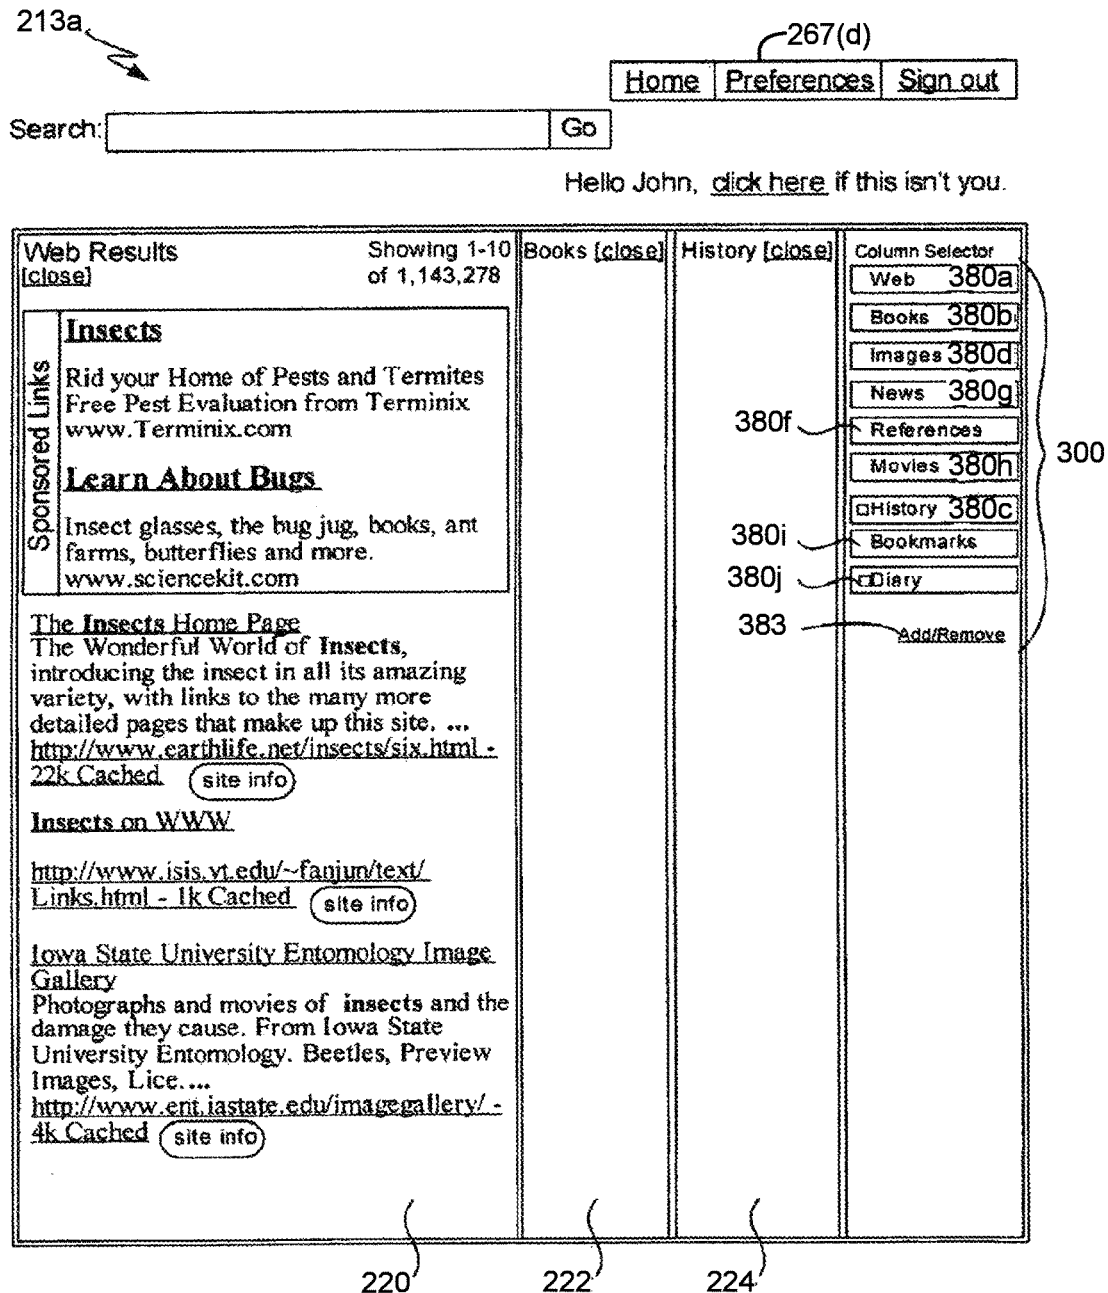 213a
267(d)
Home Preferences Sign out
Search: Go
Hello John, click here if this isn't you.
Web Results
[close]
Showing 1-10
of 1,143,278
Sponsored Links
Insects
Rid your Home of Pests and Termites
Free Pest Evaluation from Terminix
www.Terminix.com
Learn About Bugs
Insect glasses, the bug jug, books, ant
farms, butterflies and more.
www.sciencekit.com
The Insects Home Page
The Wonderful World of Insects,
introducing the insect in all its amazing
variety, with links to the many more
detailed pages that make up this site. ...
http://www.earthlife.net/insects/six.html -
22k Cached site info
Insects on WWW
http://www.isis.vt.edu/~fanjun/text/
Links.html - 1k Cached site info
Iowa State University Entomology Image
Gallery
Photographs and movies of insects and the
damage they cause. From Iowa State
University Entomology. Beetles, Preview
Images, Lice....
http://www.ent.iastate.edu/imagegallery/ -
4k Cached site info
Books [close]
History [close]
Column Selector
Web 380a
Books 380b
Images 380d
News 380g
380f References
Movies 380h
History 380c
380i Bookmarks
380j Diary
383 Add/Remove
300
220
222
224